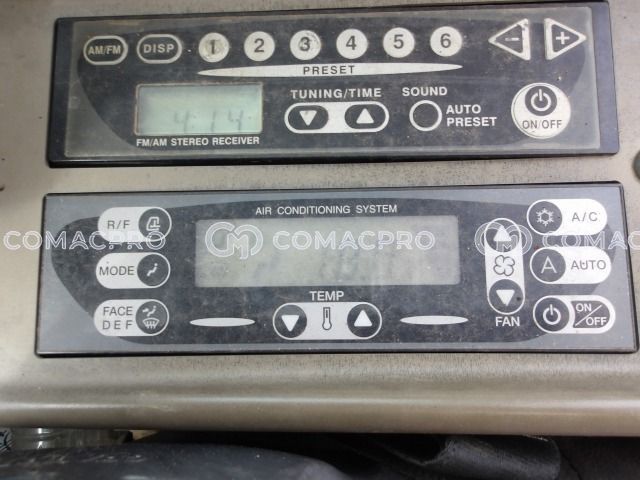 AM/FM DISP 1 2 3 4 5 6 - +
PRESET
TUNING/TIME SOUND
4:14 AUTO
PRESET ON/OFF
FM/AM STEREO RECEIVER
AIR CONDITIONING SYSTEM
R/F A/C
COMACPRO COMACPRO COMACPRO
MODE A AUTO
TEMP
FACE
DEF
ON/OFF
FAN